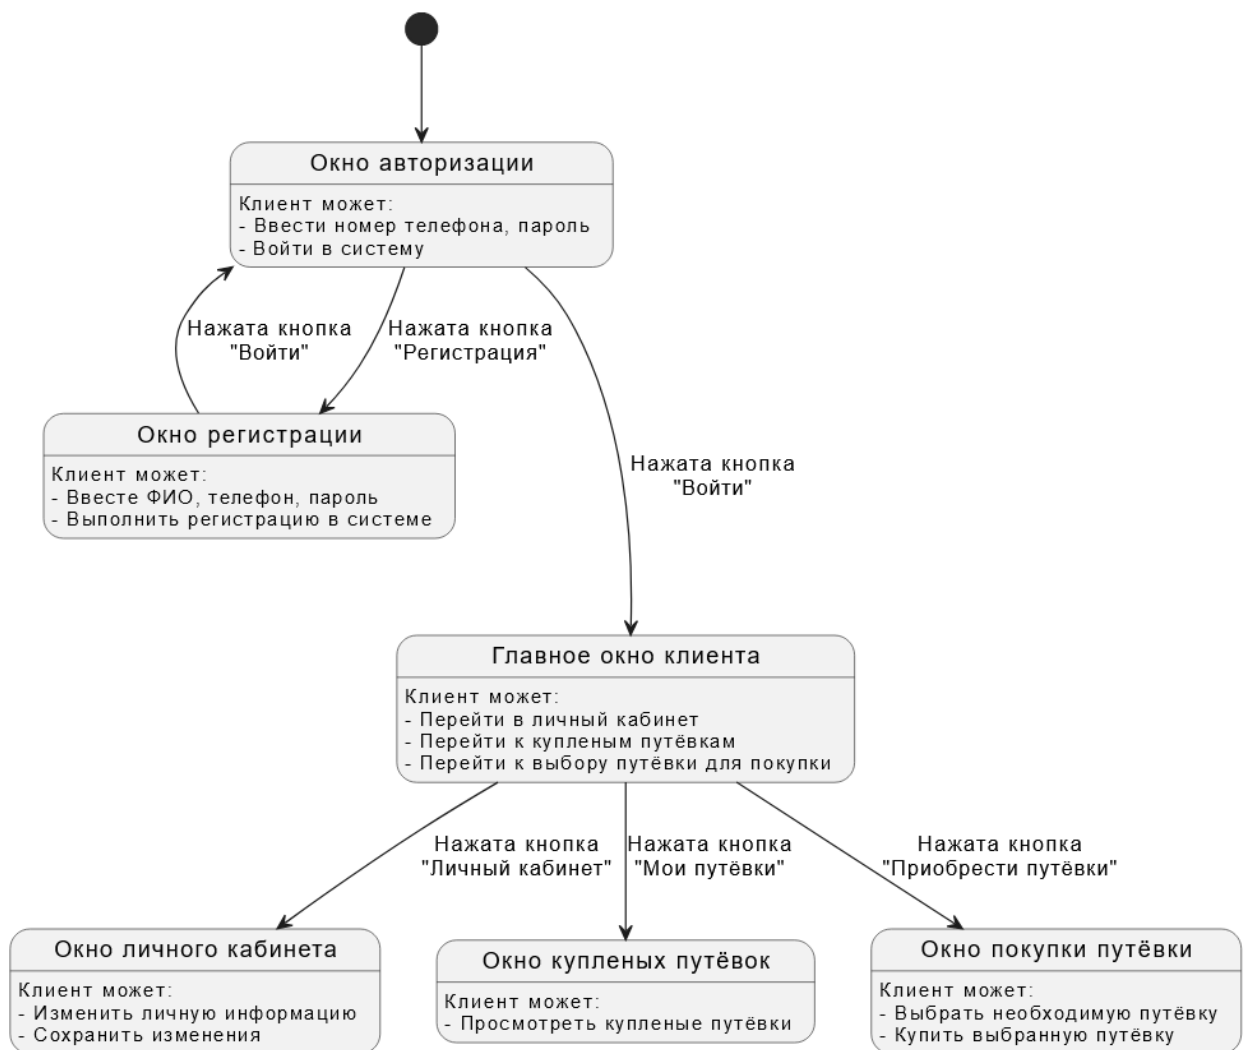 Окно авторизации
Клиент может:
- Ввести номер телефона, пароль
- Войти в систему
Нажата кнопка
"Войти"
Нажата кнопка
"Регистрация"
Окно регистрации
Клиент может:
- Ввесте ФИО, телефон, пароль
- Выполнить регистрацию в системе
Нажата кнопка
"Войти"
Главное окно клиента
Клиент может:
- Перейти в личный кабинет
- Перейти к купленым путёвкам
- Перейти к выбору путёвки для покупки
Нажата кнопка
"Личный кабинет"
Нажата кнопка
"Мои путёвки"
Нажата кнопка
"Приобрести путёвки"
Окно личного кабинета
Клиент может:
- Изменить личную информацию
- Сохранить изменения
Окно купленых путёвок
Клиент может:
- Просмотреть купленые путёвки
Окно покупки путёвки
Клиент может:
- Выбрать необходимую путёвку
- Купить выбранную путёвку